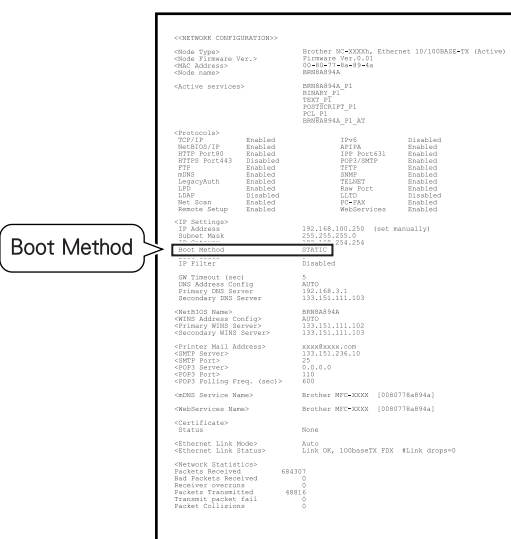 <<NETWORK CONFIGURATION>>
<Node Type> Brother NC-XXXXh, Ethernet 10/100BASE-TX (Active)
<Node Firmware Ver.> Firmware Ver.0.01
<MAC Address> 00-80-77-8a-89-4a
<Node name> BRN8A894A
<Active services> BRN8A894A_P1
BINARY_P1
TEXT_P1
POSTSCRIPT_P1
PCL_P1
BRN8A894A_P1_AT
<Protocols>
TCP/IP Enabled IPv6 Disabled
NetBIOS/IP Enabled APIPA Enabled
HTTP Port80 Enabled IPP Port631 Enabled
HTTPS Port443 Disabled POP3/SMTP Enabled
FTP Enabled TFTP Enabled
mDNS Enabled SNMP Enabled
LegacyAuth Enabled TELNET Enabled
LPD Enabled Raw Port Enabled
LDAP Disabled LLTD Disabled
Net Scan Enabled PC-FAX Enabled
Remote Setup Enabled WebServices Enabled
<IP Settings>
IP Address 192.168.100.250 (set manually)
Subnet Mask 255.255.255.0
254.254
Boot Method
Boot Method STATIC
IP Filter Disabled
GW Timeout (sec) 5
DNS Address Config AUTO
Primary DNS Server 192.168.3.1
Secondary DNS Server 133.151.111.103
<NetBIOS Name> BRN8A894A
<WINS Address Config> AUTO
<Primary WINS Server> 133.151.111.102
<Secondary WINS Server> 133.151.111.103
<Printer Mail Address> xxxx@xxxx.com
<SMTP Server> 133.151.236.10
<SMTP Port> 25
<POP3 Server> 0.0.0.0
<POP3 Port> 110
<POP3 Polling Freq. (sec)> 600
<mDNS Service Name> Brother MFC-XXXX [0080778a894a]
<WebServices Name> Brother MFC-XXXX [0080778a894a]
<Certificate>
Status None
<Ethernet Link Mode> Auto
<Ethernet Link Status> Link OK, 100baseTX FDX #Link drops=0
<Network Statistics>
Packets Received 684307
Bad Packets Received 0
Receiver overruns 0
Packets Transmitted 48816
Transmit packet fail 0
Packet Collisions 0